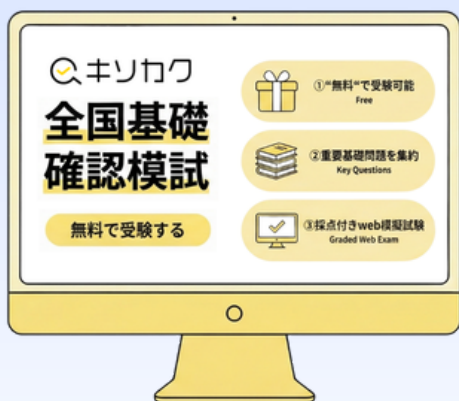 キソカク
全国基礎
確認模試
無料で受験する
①“無料“で受験可能
Free
②重要基礎問題を集約
Key Questions
③採点付きweb模擬試験
Graded Web Exam